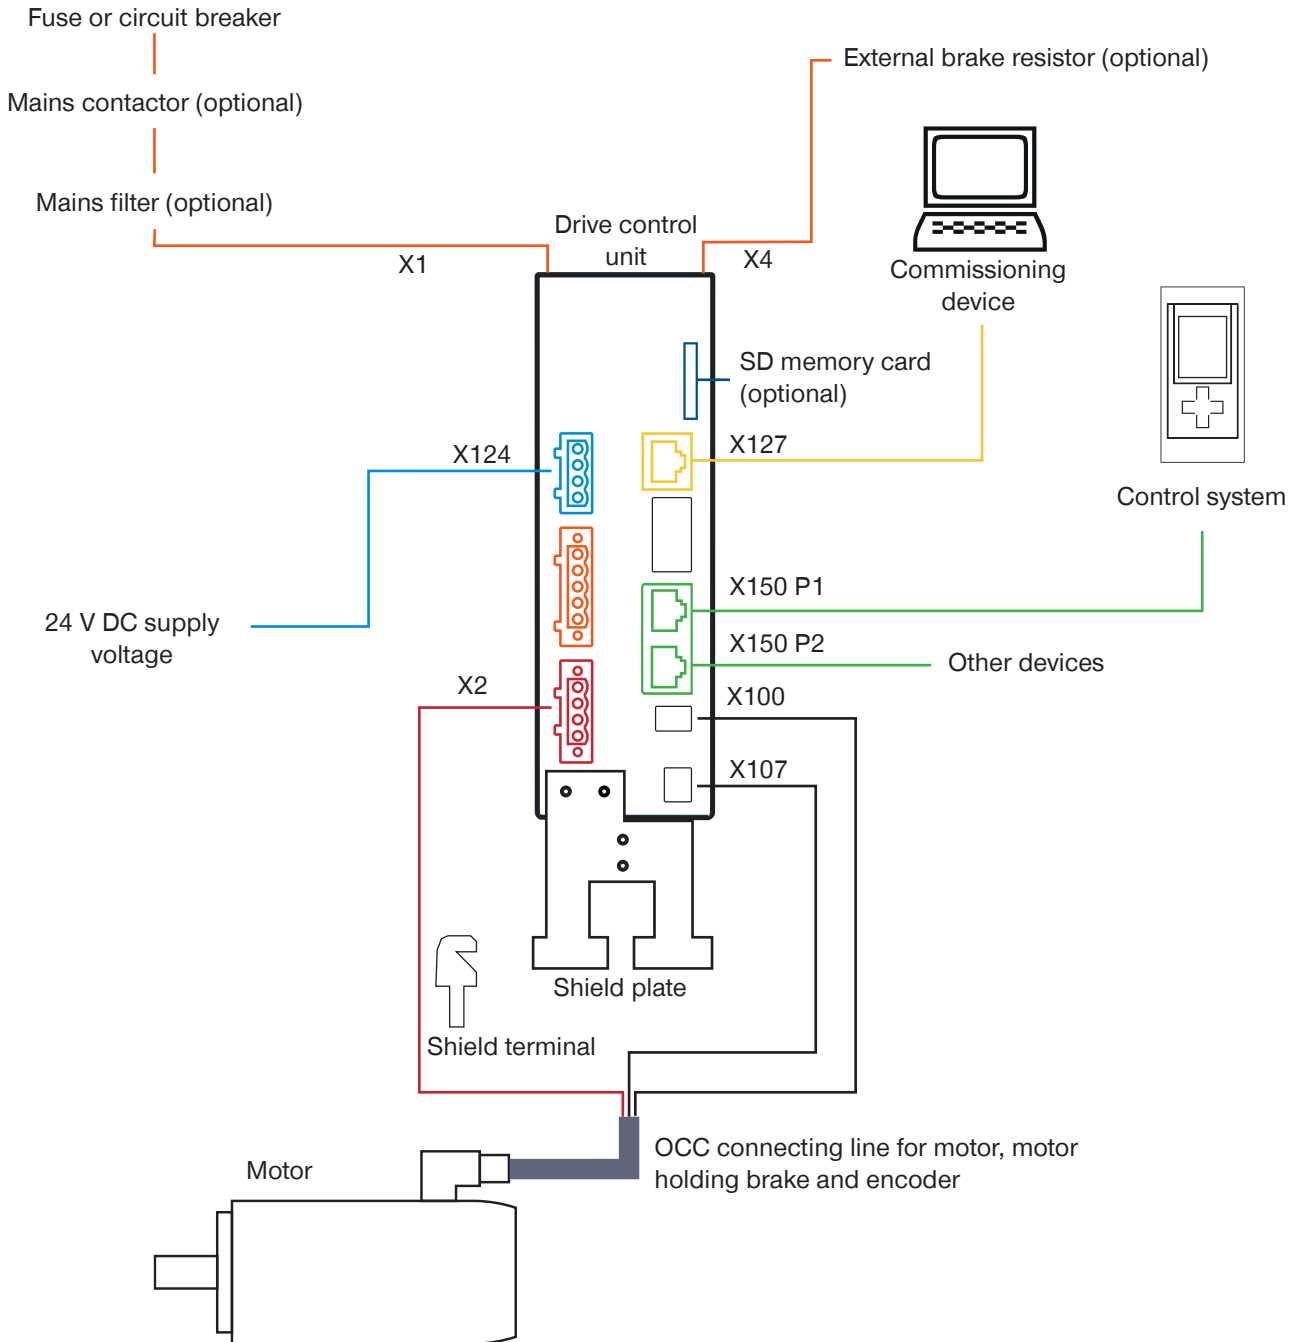 Fuse or circuit breaker
External brake resistor (optional)
Mains contactor (optional)
Mains filter (optional)
Drive control
unit
X1
X4
Commissioning
device
SD memory card
(optional)
X124
X127
Control system
X150 P1
24 V DC supply
voltage
X150 P2
Other devices
X2
X100
X107
Shield plate
Shield terminal
OCC connecting line for motor, motor
holding brake and encoder
Motor